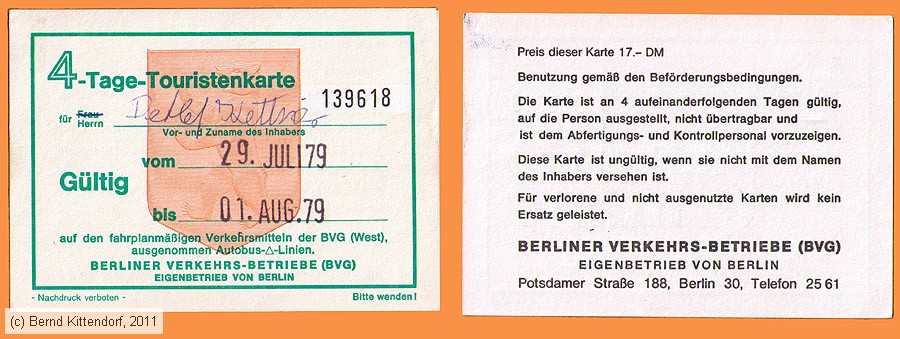 4-Tage-Touristenkarte
für Frau Herrn Detlef 139618
Vor- und Zuname des Inhabers
Gültig
vom 29. JULI 79
bis 01. AUG. 79
auf den fahrplanmäßigen Verkehrsmitteln der BVG (West),
ausgenommen Autobus-△-Linien.
BERLINER VERKEHRS-BETRIEBE (BVG)
EIGENBETRIEB VON BERLIN
- Nachdruck verboten - Bitte wenden!
(c) Bernd Kittendorf, 2011
Preis dieser Karte 17.– DM
Benutzung gemäß den Beförderungsbedingungen.
Die Karte ist an 4 aufeinanderfolgenden Tagen gültig,
auf die Person ausgestellt, nicht übertragbar und
ist dem Abfertigungs- und Kontrollpersonal vorzuzeigen.
Diese Karte ist ungültig, wenn sie nicht mit dem Namen
des Inhabers versehen ist.
Für verlorene und nicht ausgenutzte Karten wird kein
Ersatz geleistet.
BERLINER VERKEHRS-BETRIEBE (BVG)
EIGENBETRIEB VON BERLIN
Potsdamer Straße 188, Berlin 30, Telefon 25 61